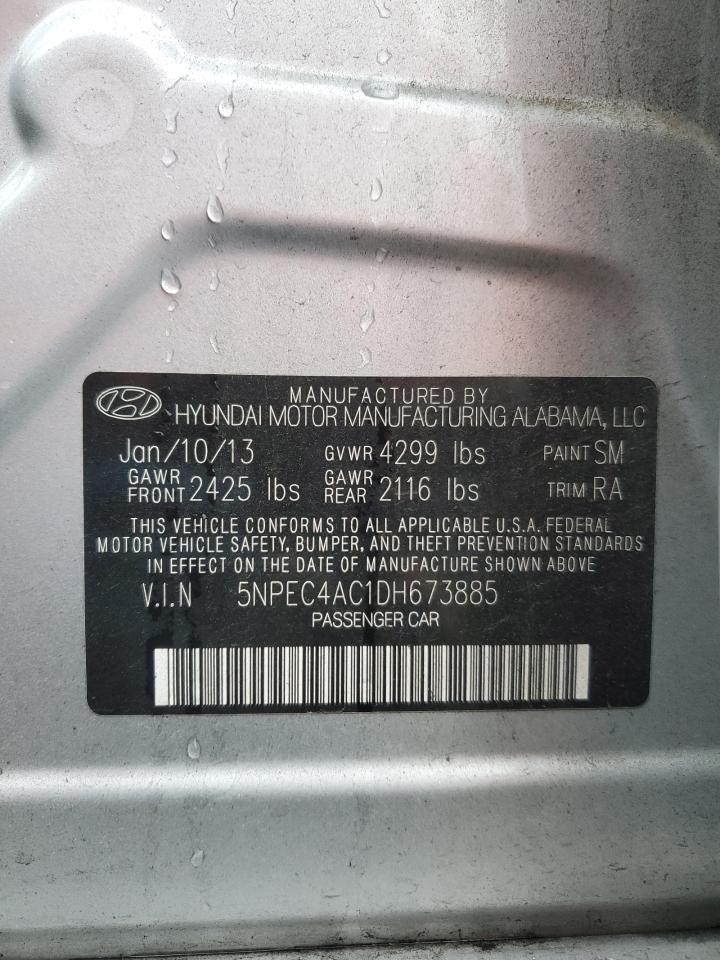 MANUFACTURED BY
HYUNDAI MOTOR MANUFACTURING ALABAMA, LLC
Jan/10/13 GVWR 4299 lbs PAINT SM
GAWR FRONT 2425 lbs GAWR REAR 2116 lbs TRIM RA
THIS VEHICLE CONFORMS TO ALL APPLICABLE U.S.A. FEDERAL
MOTOR VEHICLE SAFETY, BUMPER, AND THEFT PREVENTION STANDARDS
IN EFFECT ON THE DATE OF MANUFACTURE SHOWN ABOVE
V.I.N 5NPEC4AC1DH673885
PASSENGER CAR